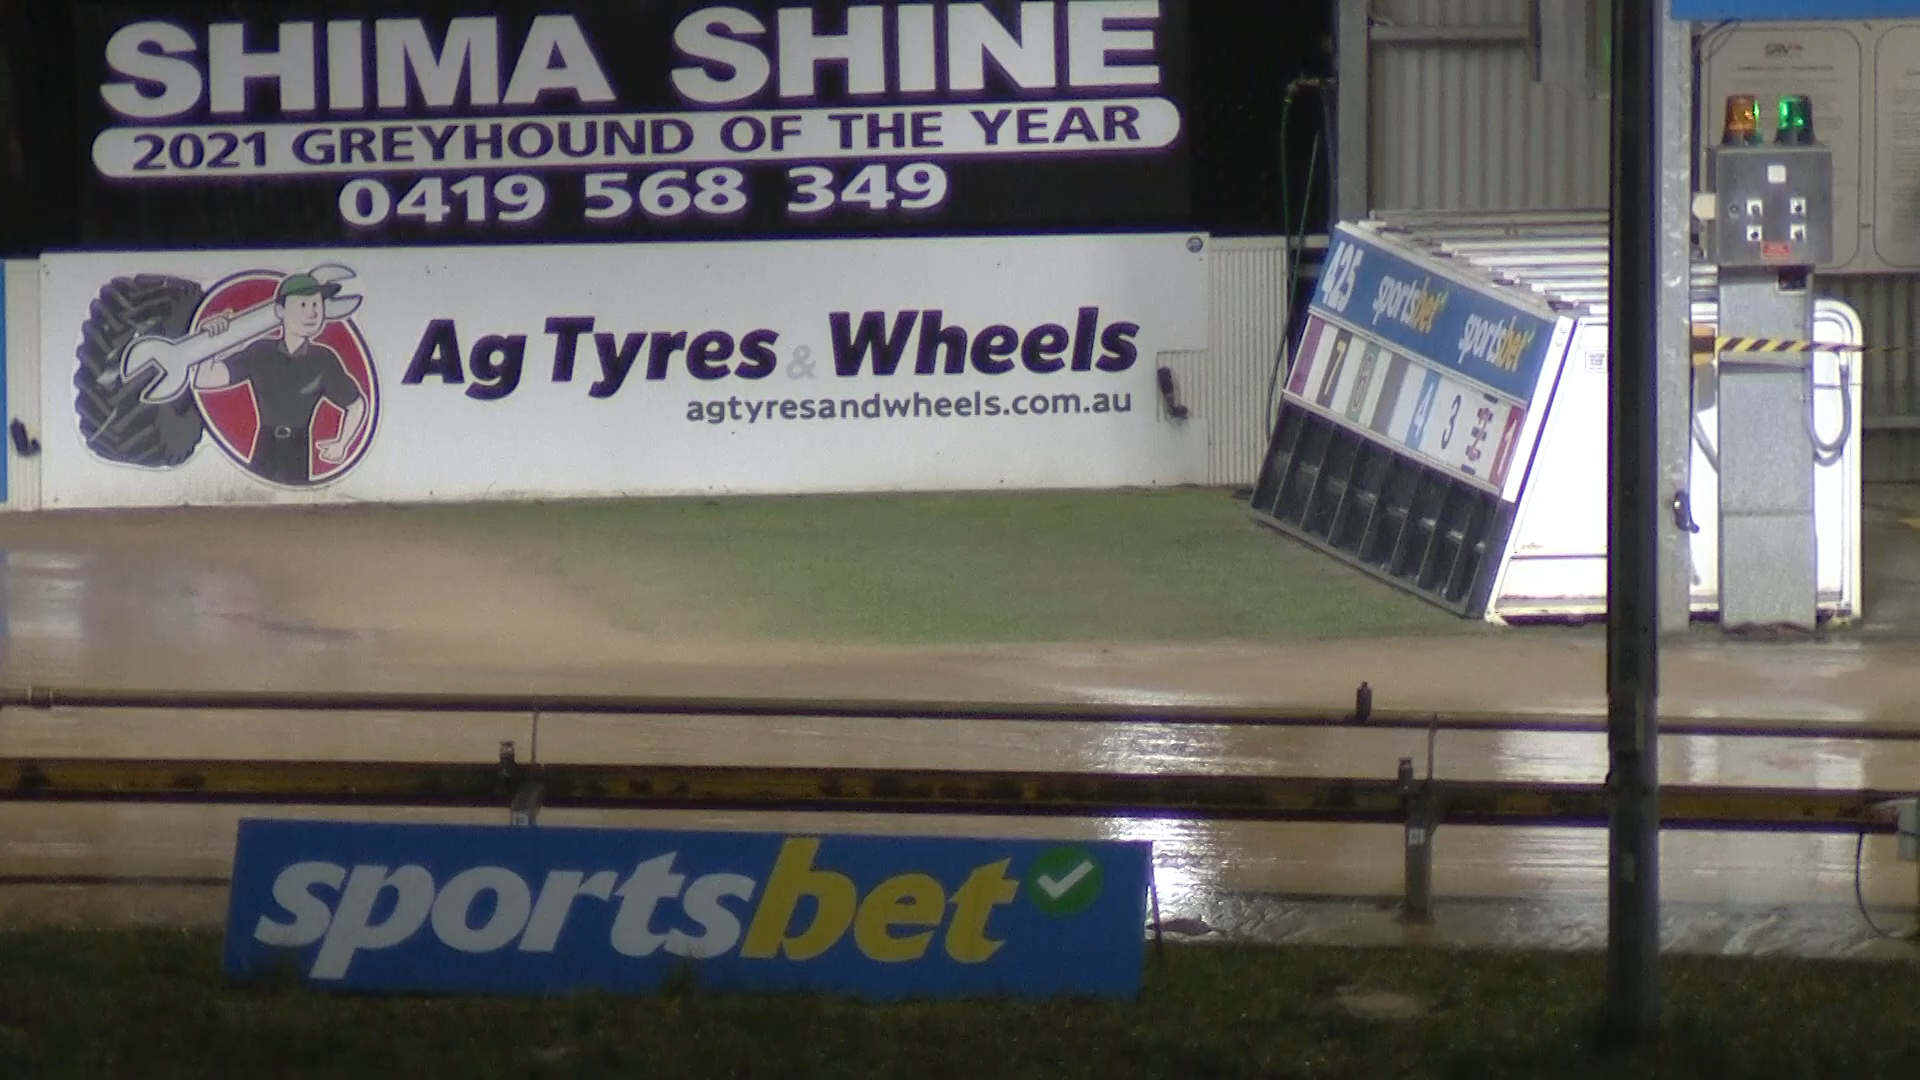 SHIMA SHINE
2021 GREYHOUND OF THE YEAR
0419 568 349
Ag Tyres & Wheels
agtyresandwheels.com.au
425 sportsbet sportsbet
7 6 4 3 1
sportsbet